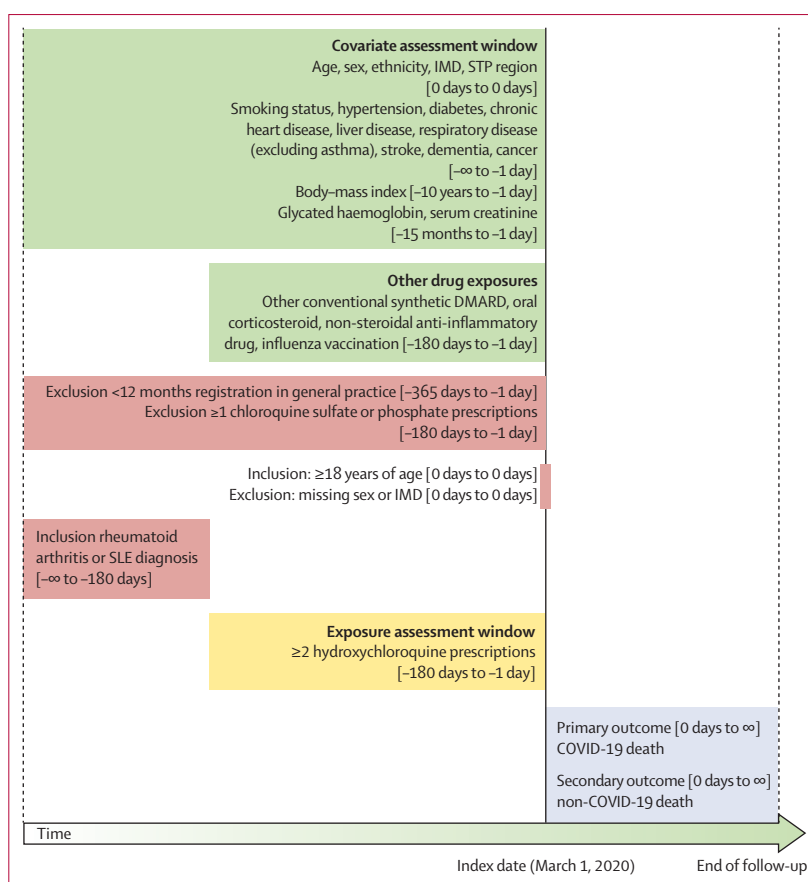 Covariate assessment window
Age, sex, ethnicity, IMD, STP region
[0 days to 0 days]
Smoking status, hypertension, diabetes, chronic
heart disease, liver disease, respiratory disease
(excluding asthma), stroke, dementia, cancer
[–∞ to –1 day]
Body–mass index [–10 years to –1 day]
Glycated haemoglobin, serum creatinine
[–15 months to –1 day]
Other drug exposures
Other conventional synthetic DMARD, oral
corticosteroid, non-steroidal anti-inflammatory
drug, influenza vaccination [–180 days to –1 day]
Exclusion <12 months registration in general practice [–365 days to –1 day]
Exclusion ≥1 chloroquine sulfate or phosphate prescriptions
[–180 days to –1 day]
Inclusion: ≥18 years of age [0 days to 0 days]
Exclusion: missing sex or IMD [0 days to 0 days]
Inclusion rheumatoid
arthritis or SLE diagnosis
[–∞ to –180 days]
Exposure assessment window
≥2 hydroxychloroquine prescriptions
[–180 days to –1 day]
Primary outcome [0 days to ∞]
COVID-19 death
Secondary outcome [0 days to ∞]
non-COVID-19 death
Time
Index date (March 1, 2020)
End of follow-up